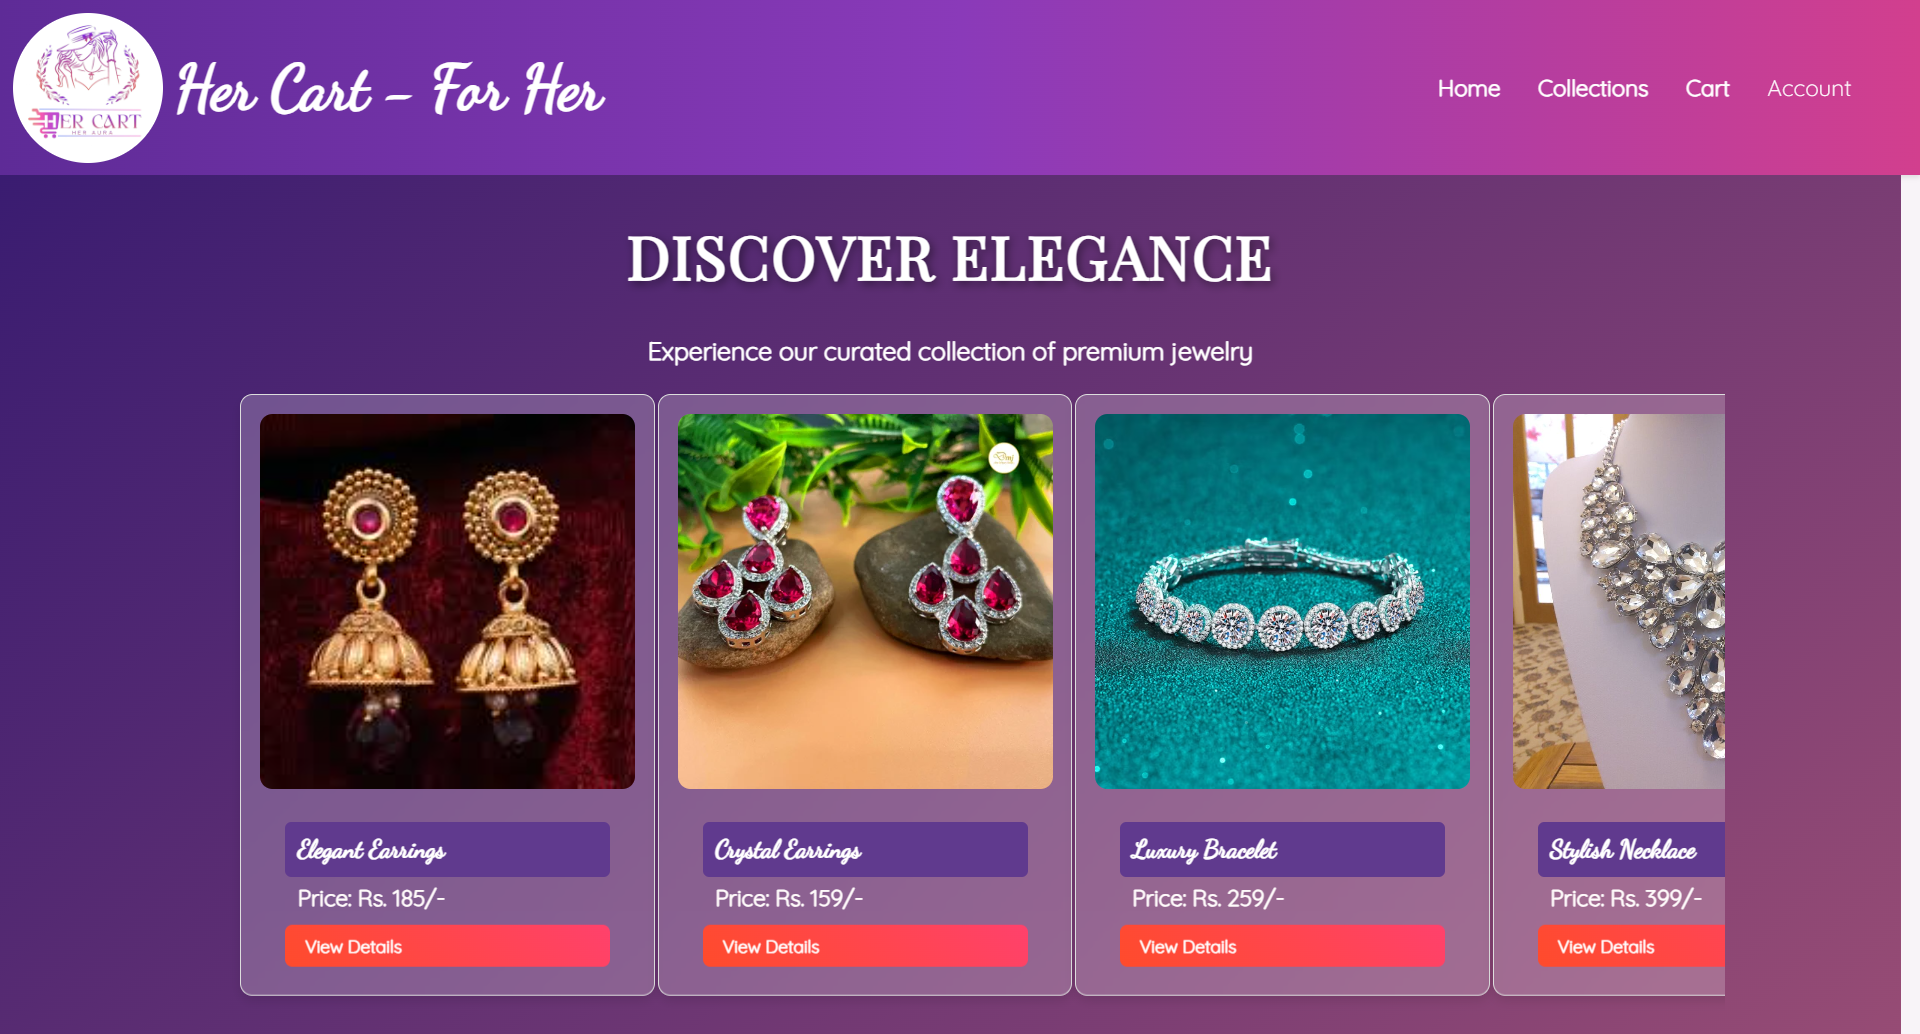 HER CART
HER AURA
Her Cart - For Her
Home Collections Cart Account
DISCOVER ELEGANCE
Experience our curated collection of premium jewelry
Elegant Earrings
Price: Rs. 185/-
View Details
Crystal Earrings
Price: Rs. 159/-
View Details
Luxury Bracelet
Price: Rs. 259/-
View Details
Stylish Necklace
Price: Rs. 399/-
View Details